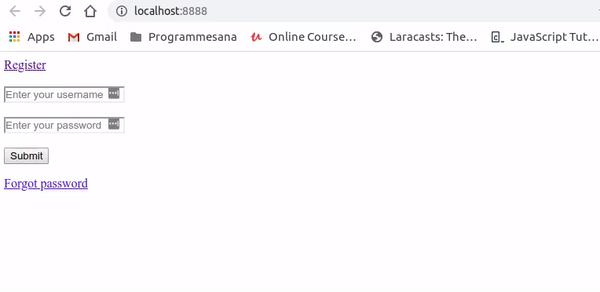 localhost:8888
Apps Gmail Programmesana Online Course... Laracasts: The... JavaScript Tut...
Register
Enter your username
Enter your password
Submit
Forgot password